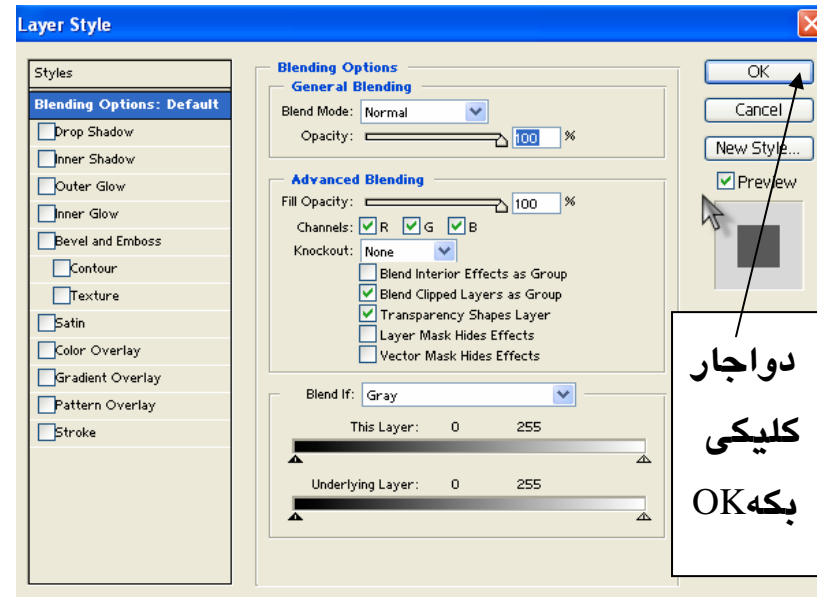 Layer Style
Styles
Blending Options: Default
Drop Shadow
Inner Shadow
Outer Glow
Inner Glow
Bevel and Emboss
Contour
Texture
Satin
Color Overlay
Gradient Overlay
Pattern Overlay
Stroke
Blending Options
General Blending
Blend Mode: Normal
Opacity: 100 %
Advanced Blending
Fill Opacity: 100 %
Channels: R G B
Knockout: None
Blend Interior Effects as Group
Blend Clipped Layers as Group
Transparency Shapes Layer
Layer Mask Hides Effects
Vector Mask Hides Effects
Blend If: Gray
This Layer: 0 255
Underlying Layer: 0 255
OK
Cancel
New Style...
Preview
دواجار
کلیکی
OKبکه